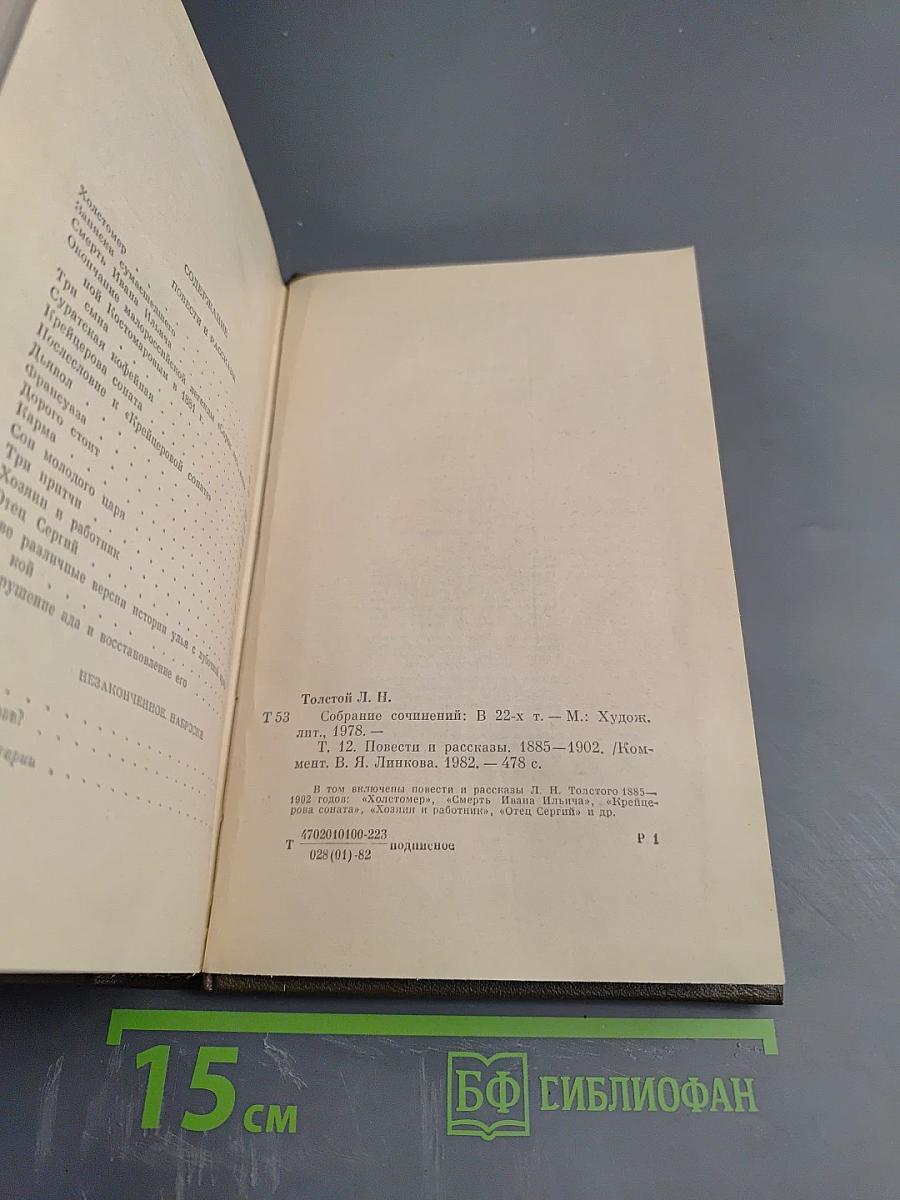 СОДЕРЖАНИЕ
ПОВЕСТИ И РАССКАЗЫ
Холстомер
Записки сумасшедшего
Смерть Ивана Ильича
Окончание малороссийской легенды «Сорок
ной Костомаровым в 1881 г.
Три сына
Суратская кофейная
Крейцерова соната
Послесловие к «Крейцеровой сонате»
Дьявол
Франсуаза
Дорого стоит
Карма
Сон молодого царя
Три притчи
Хозяин и работник
Отец Сергий
ве различные версии истории улья с лубочной
кой
рушение ада и восстановление его
НЕЗАКОНЧЕННОЕ. НАБРОСКИ
Толстой Л. Н.
Т 53 Собрание сочинений: В 22-х т. — М.: Худож.
лит., 1978. —
Т. 12. Повести и рассказы. 1885—1902. /Ком-
мент. В. Я. Линкова. 1982. — 478 с.
В том включены повести и рассказы Л. Н. Толстого 1885—
1902 годов: «Холстомер», «Смерть Ивана Ильича», «Крейце-
рова соната», «Хозяин и работник», «Отец Сергий» и др.
Т 4702010100-223 подписное Р 1
028(01)-82
15 см
БФ БИБЛИОФАН